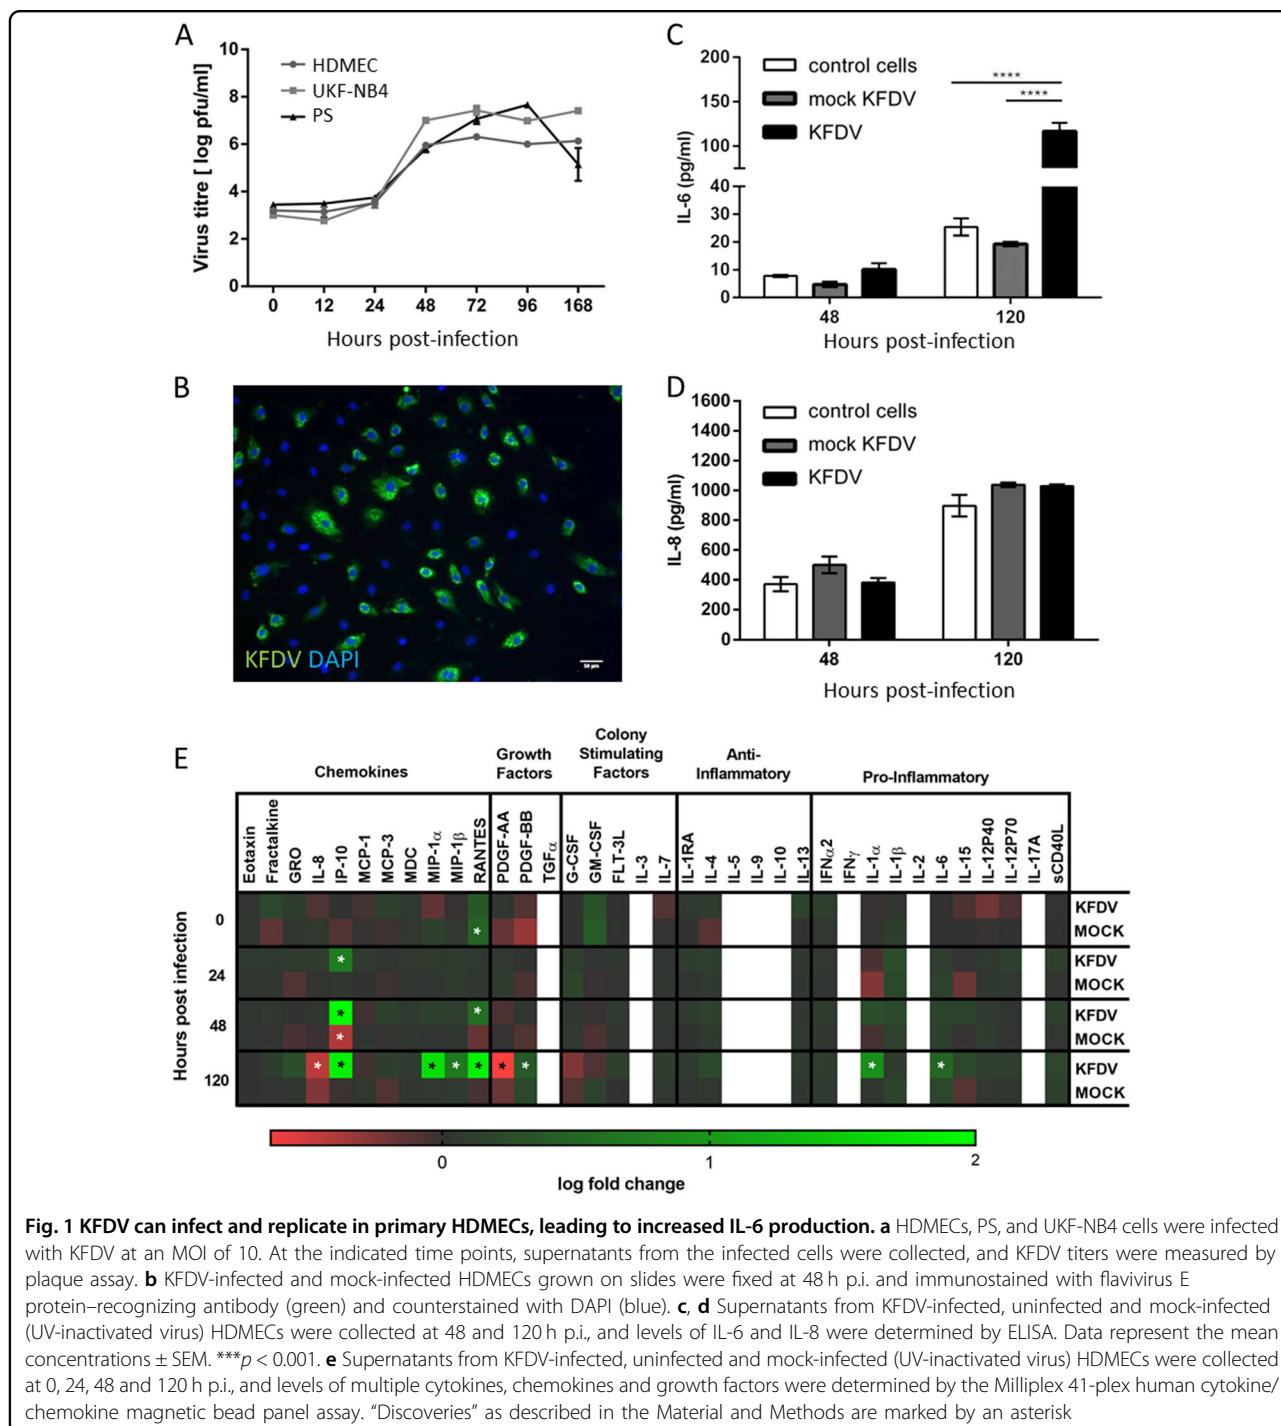 A
10
8
6
4
2
0
Virus titre [ log pfu/ml]
HDMEC
UKF-NB4
PS
0 12 24 48 72 96 168
Hours post-infection
C
200
150
100
40
30
20
10
0
IL-6 (pg/ml)
control cells
mock KFDV
KFDV
****
****
48 120
Hours post-infection
B
KFDV DAPI
50 µm
D
1600
1400
1200
1000
800
600
400
200
0
IL-8 (pg/ml)
control cells
mock KFDV
KFDV
48 120
Hours post-infection
E
Chemokines
Growth
Factors
Colony
Stimulating
Factors
Anti-
Inflammatory
Pro-Inflammatory
Eotaxin
Fractalkine
GRO
IL-8
IP-10
MCP-1
MCP-3
MDC
MIP-1α
MIP-1β
RANTES
PDGF-AA
PDGF-BB
TGFα
G-CSF
GM-CSF
FLT-3L
IL-3
IL-7
IL-1RA
IL-4
IL-5
IL-9
IL-10
IL-13
IFNα2
IFNγ
IL-1α
IL-1β
IL-2
IL-6
IL-15
IL-12P40
IL-12P70
IL-17A
sCD40L
Hours post infection
0
KFDV
* MOCK
24
* KFDV
MOCK
48
* * KFDV
* MOCK
120
* * * * * * * * * KFDV
MOCK
0 1 2
log fold change
Fig. 1 KFDV can infect and replicate in primary HDMECs, leading to increased IL-6 production. a HDMECs, PS, and UKF-NB4 cells were infected
with KFDV at an MOI of 10. At the indicated time points, supernatants from the infected cells were collected, and KFDV titers were measured by
plaque assay. b KFDV-infected and mock-infected HDMECs grown on slides were fixed at 48 h p.i. and immunostained with flavivirus E
protein–recognizing antibody (green) and counterstained with DAPI (blue). c, d Supernatants from KFDV-infected, uninfected and mock-infected
(UV-inactivated virus) HDMECs were collected at 48 and 120 h p.i., and levels of IL-6 and IL-8 were determined by ELISA. Data represent the mean
concentrations ± SEM. ***p < 0.001. e Supernatants from KFDV-infected, uninfected and mock-infected (UV-inactivated virus) HDMECs were collected
at 0, 24, 48 and 120 h p.i., and levels of multiple cytokines, chemokines and growth factors were determined by the Milliplex 41-plex human cytokine/
chemokine magnetic bead panel assay. “Discoveries” as described in the Material and Methods are marked by an asterisk